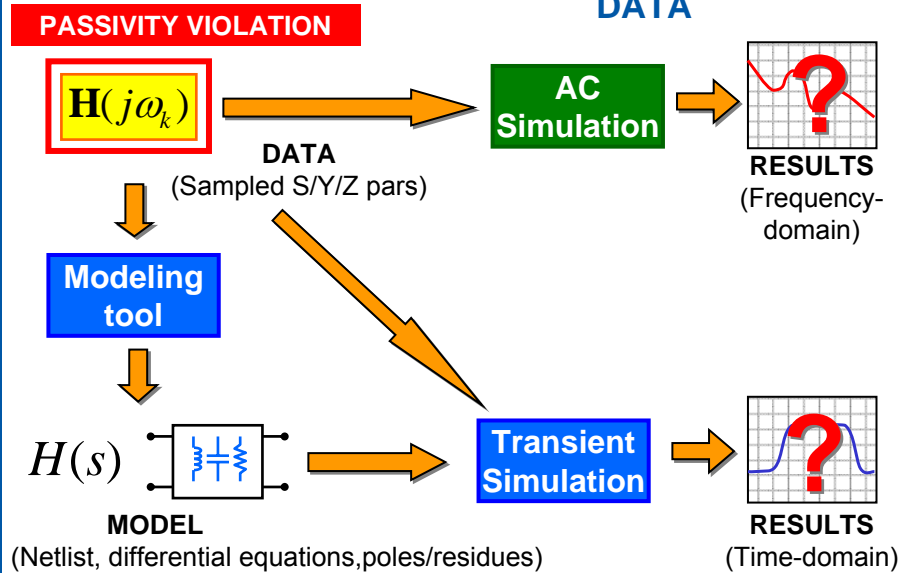 DATA
PASSIVITY VIOLATION
H(jω_k)
AC
Simulation
?
RESULTS
(Frequency-
domain)
DATA
(Sampled S/Y/Z pars)
Modeling
tool
H(s)
MODEL
(Netlist, differential equations,poles/residues)
Transient
Simulation
?
RESULTS
(Time-domain)